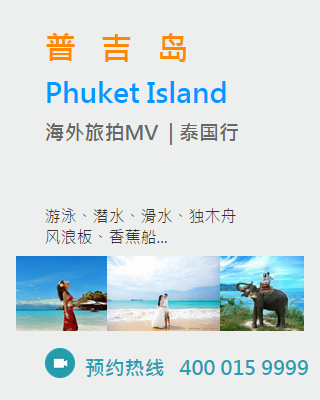 普吉岛
Phuket Island
海外旅拍MV | 泰国行
游泳、潜水、滑水、独木舟
风浪板、香蕉船...
预约热线 400 015 9999